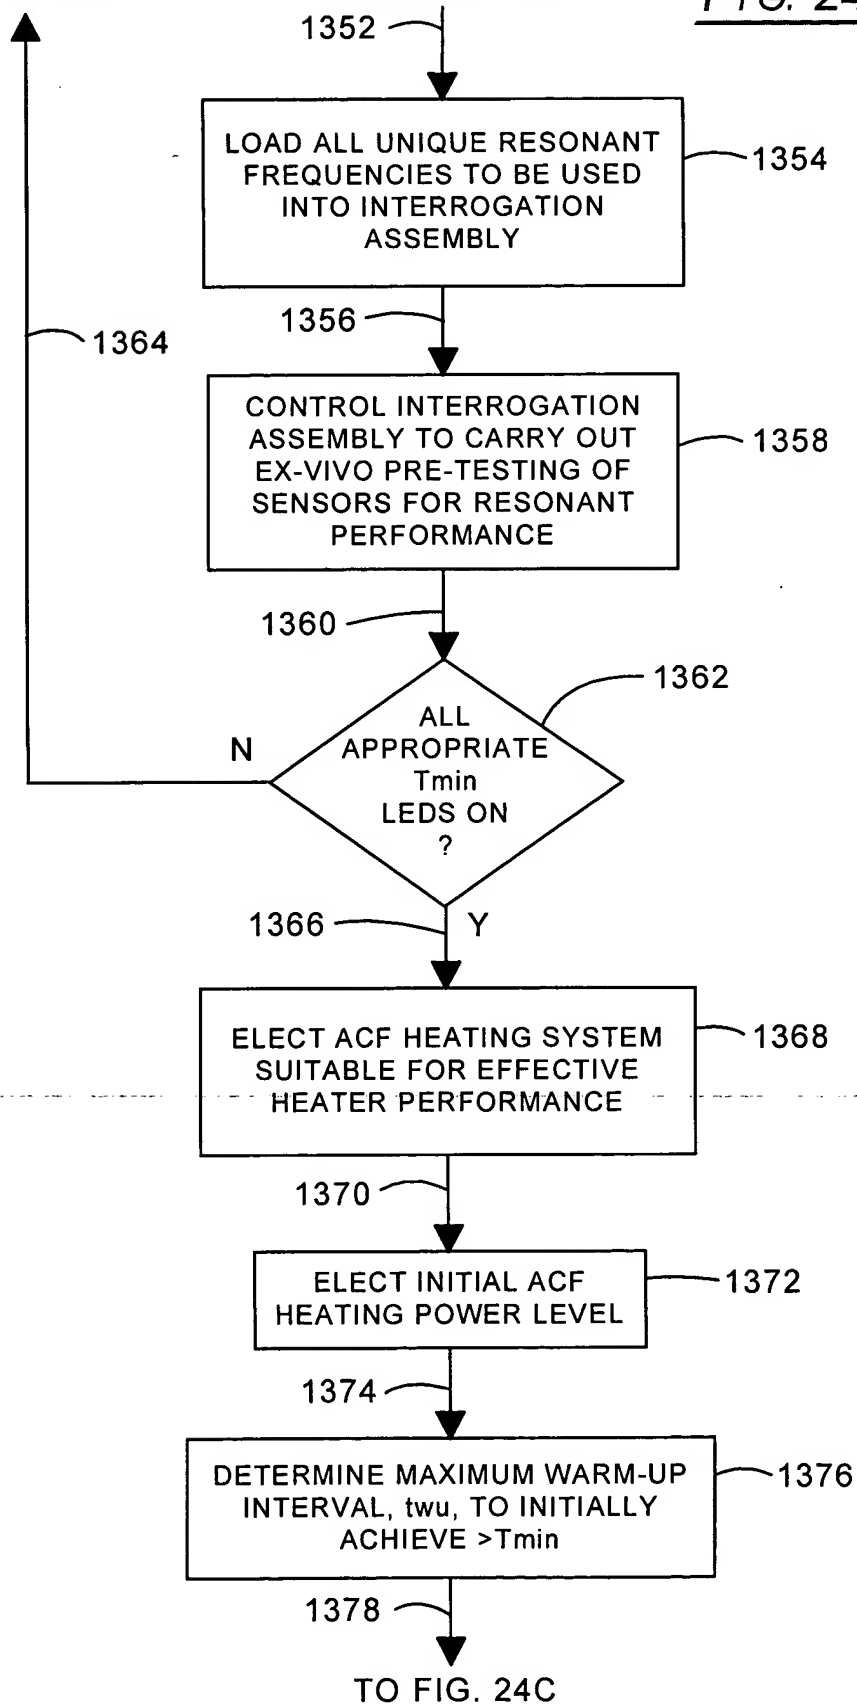 FIG. 24
1352
LOAD ALL UNIQUE RESONANT
FREQUENCIES TO BE USED
INTO INTERROGATION
ASSEMBLY
1354
1356
1364
CONTROL INTERROGATION
ASSEMBLY TO CARRY OUT
EX-VIVO PRE-TESTING OF
SENSORS FOR RESONANT
PERFORMANCE
1358
1360
1362
ALL
APPROPRIATE
Tmin
LEDS ON
?
N
1366
Y
ELECT ACF HEATING SYSTEM
SUITABLE FOR EFFECTIVE
HEATER PERFORMANCE
1368
1370
ELECT INITIAL ACF
HEATING POWER LEVEL
1372
1374
DETERMINE MAXIMUM WARM-UP
INTERVAL, twu, TO INITIALLY
ACHIEVE >Tmin
1376
1378
TO FIG. 24C